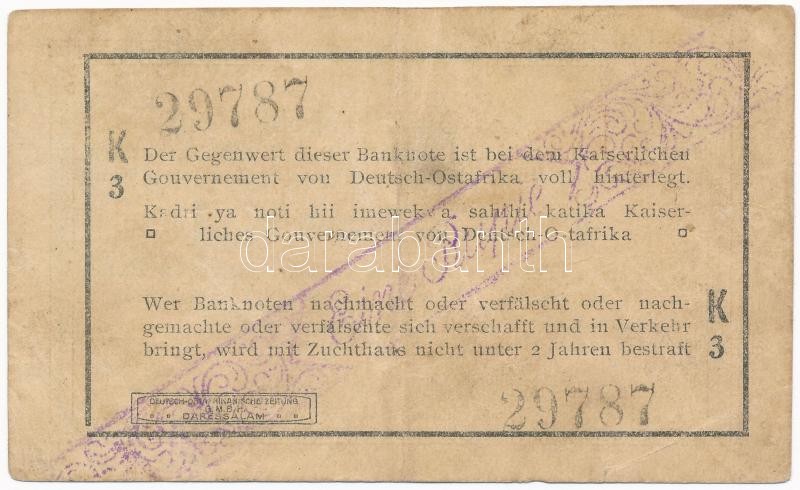 29787
K
3
Der Gegenwert dieser Banknote ist bei dem Kaiserlichen
Gouvernement von Deutsch-Ostafrika voll hinterlegt.
Kadri ya noti hii imewekwa sahihi katika Kaiser-
liches Gouvernement von Deutsch-Ostafrika
Eine Rupie
darabanth
Wer Banknoten nachmacht oder verfälscht oder nach-
gemachte oder verfälschte sich verschafft und in Verkehr
bringt, wird mit Zuchthaus nicht unter 2 Jahren bestraft
K
3
DEUTSCH-OSTAFRIKANISCHE ZEITUNG
G.M.B.H.
DARESSALAM
29787